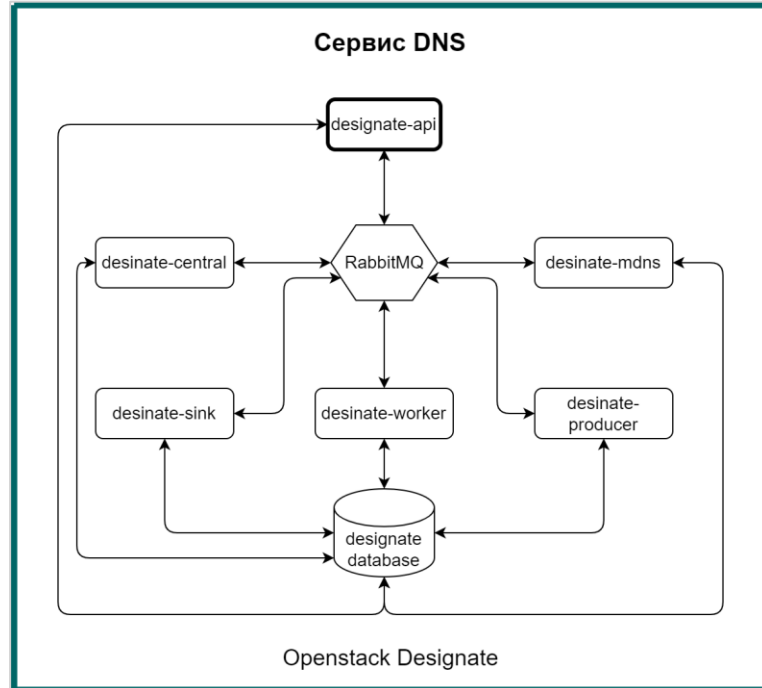 Сервис DNS
designate-api
desinate-central
RabbitMQ
desinate-mdns
desinate-sink
desinate-worker
desinate-
producer
designate
database
Openstack Designate